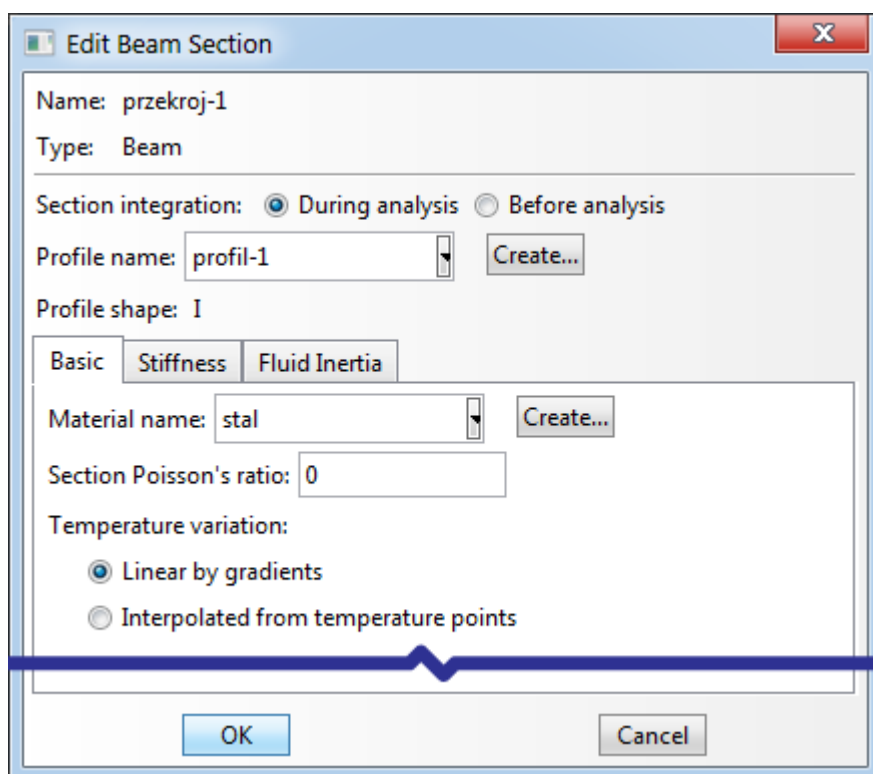 Edit Beam Section
x
Name: przekroj-1
Type: Beam
Section integration: During analysis Before analysis
Profile name: profil-1 Create...
Profile shape: I
Basic Stiffness Fluid Inertia
Material name: stal Create...
Section Poisson's ratio: 0
Temperature variation:
Linear by gradients
Interpolated from temperature points
OK Cancel